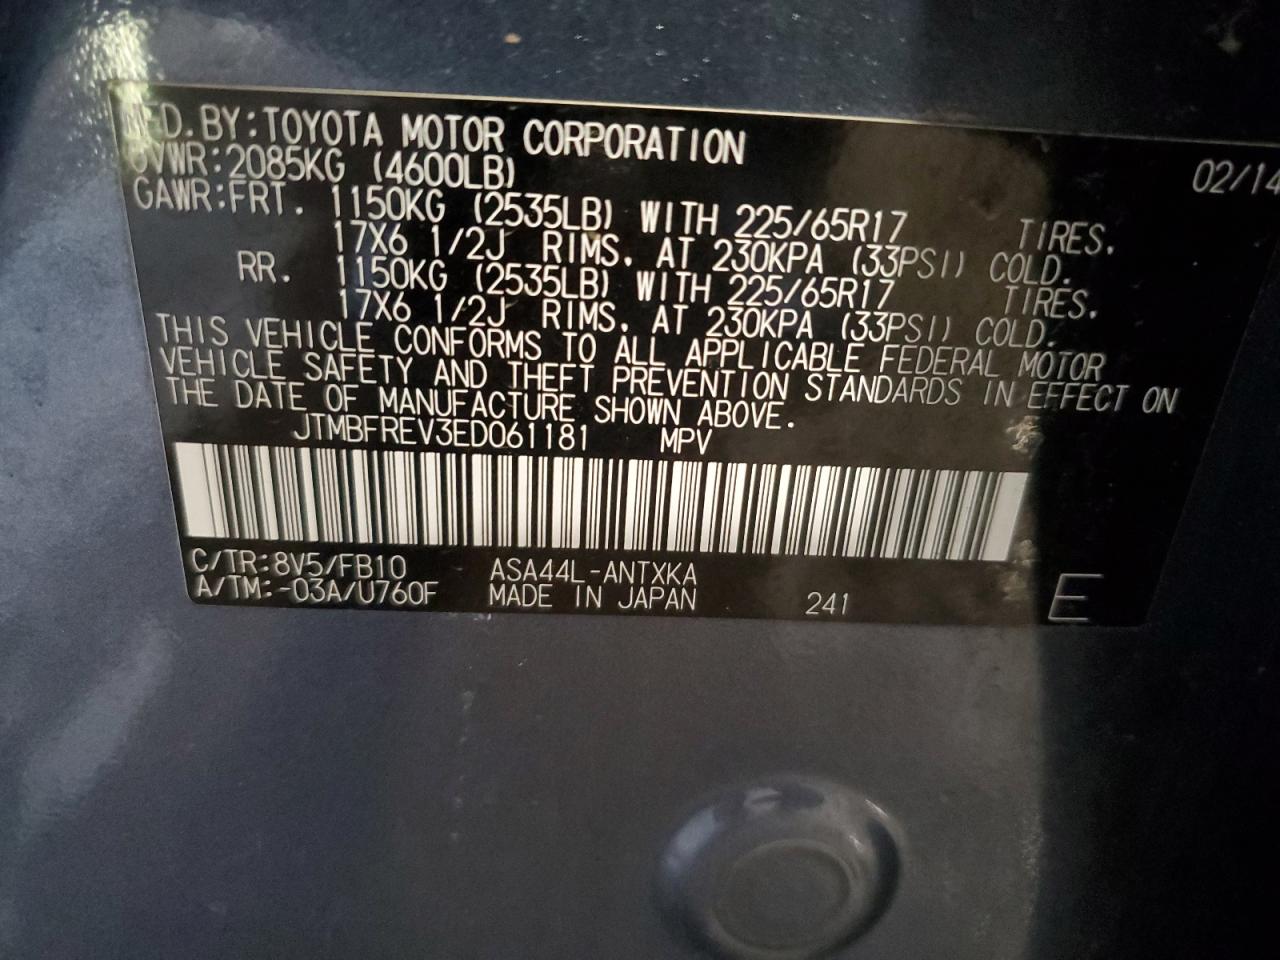 MFD. BY: TOYOTA MOTOR CORPORATION 02/14
GVWR: 2085KG (4600LB)
GAWR: FRT. 1150KG (2535LB) WITH 225/65R17 TIRES.
17X6 1/2J RIMS. AT 230KPA (33PSI) COLD.
RR. 1150KG (2535LB) WITH 225/65R17 TIRES.
17X6 1/2J RIMS. AT 230KPA (33PSI) COLD.
THIS VEHICLE CONFORMS TO ALL APPLICABLE FEDERAL MOTOR
VEHICLE SAFETY AND THEFT PREVENTION STANDARDS IN EFFECT ON
THE DATE OF MANUFACTURE SHOWN ABOVE.
JTMBFREV3ED061181 MPV
C/TR: 8V5/FB10 ASA44L-ANTXKA
A/TM: -03A/U760F MADE IN JAPAN 241 E